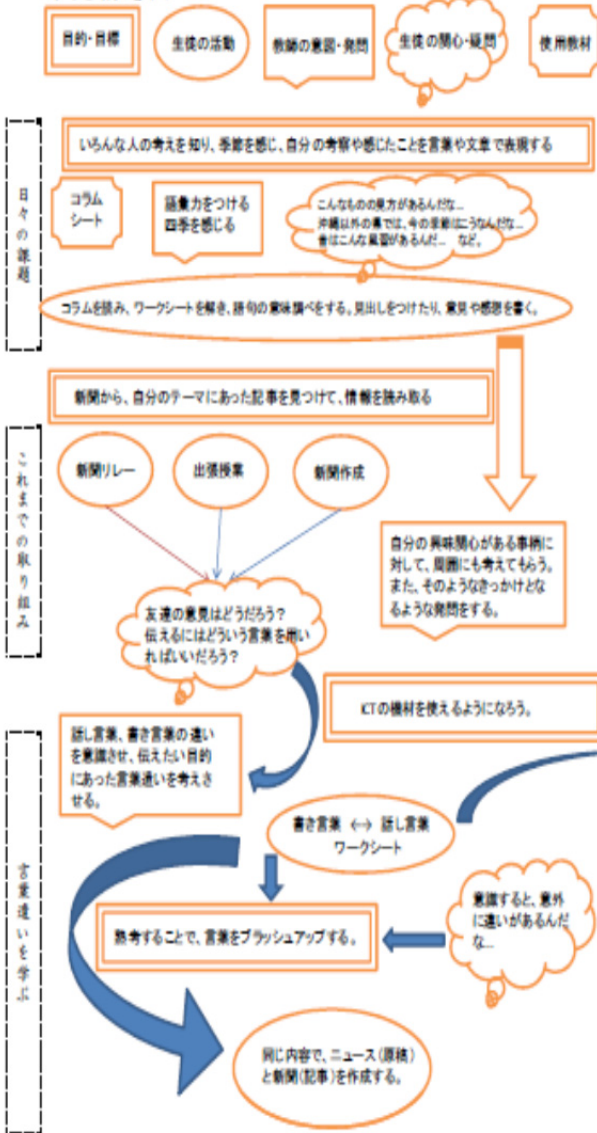 目的・目標
生徒の活動
教師の意図・発問
生徒の関心・疑問
使用教材
日々の課題
いろんな人の考えを知り、季節を感じ、自分の考察や感じたことを言葉や文章で表現する
コラム
シート
語彙力をつける
四季を感じる
こんなものの見方があるんだな…
沖縄以外の県では、今の季節はこうなんだな…
昔はこんな風習があるんだ… など。
コラムを読み、ワークシートを解き、語句の意味調べをする。見出しをつけたり、意見や感想を書く。
これまでの取り組み
新聞から、自分のテーマにあった記事を見つけて、情報を読み取る
新聞リレー
出張授業
新聞作成
自分の興味関心がある事柄に
対して、周囲にも考えてもらう。
また、そのようなきっかけとな
るような発問をする。
友達の意見はどうだろう?
伝えるにはどういう言葉を用い
ればいいだろう?
ICTの機材を使えるようになろう。
言葉遣いを学ぶ
話し言葉、書き言葉の違い
を意識させ、伝えたい目的
にあった言葉遣いを考えさ
せる。
書き言葉 ⟷ 話し言葉
ワークシート
熟考することで、言葉をブラッシュアップする。
意識すると、意外
に違いがあるんだ
な…
同じ内容で、ニュース(原稿)
と新聞(記事)を作成する。